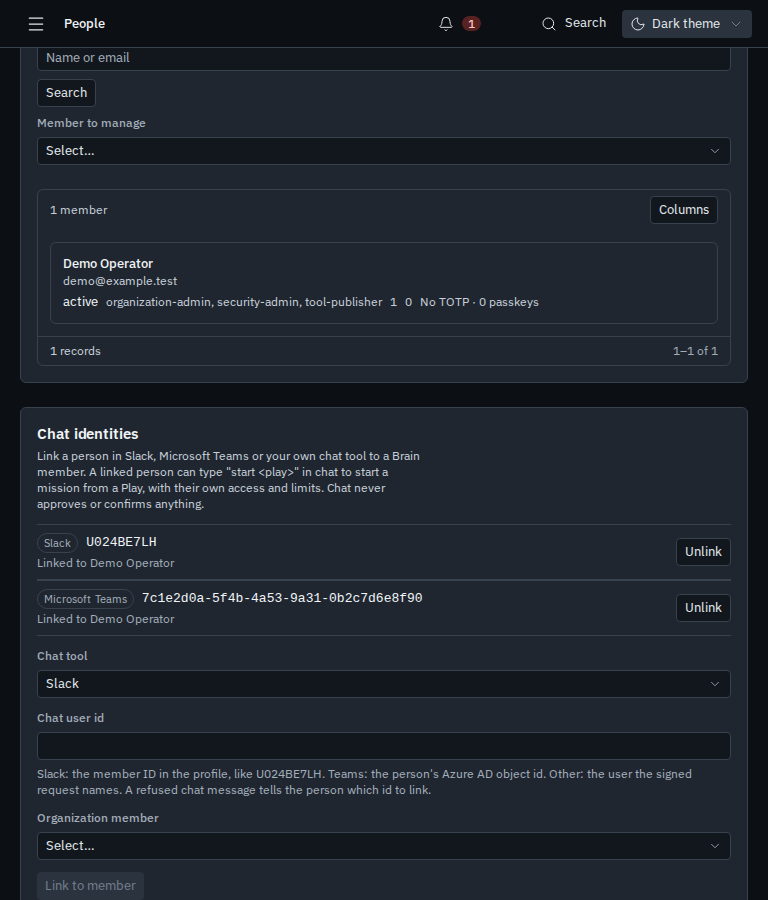 People
1
Search
Dark theme
Name or email
Search
Member to manage
Select...
1 member
Columns
Demo Operator
demo@example.test
active organization-admin, security-admin, tool-publisher 1 0 No TOTP · 0 passkeys
1 records
1–1 of 1
Chat identities
Link a person in Slack, Microsoft Teams or your own chat tool to a Brain
member. A linked person can type "start <play>" in chat to start a
mission from a Play, with their own access and limits. Chat never
approves or confirms anything.
Slack U024BE7LH
Linked to Demo Operator
Unlink
Microsoft Teams 7c1e2d0a-5f4b-4a53-9a31-0b2c7d6e8f90
Linked to Demo Operator
Unlink
Chat tool
Slack
Chat user id
Slack: the member ID in the profile, like U024BE7LH. Teams: the person's Azure AD object id. Other: the user the signed
request names. A refused chat message tells the person which id to link.
Organization member
Select...
Link to member